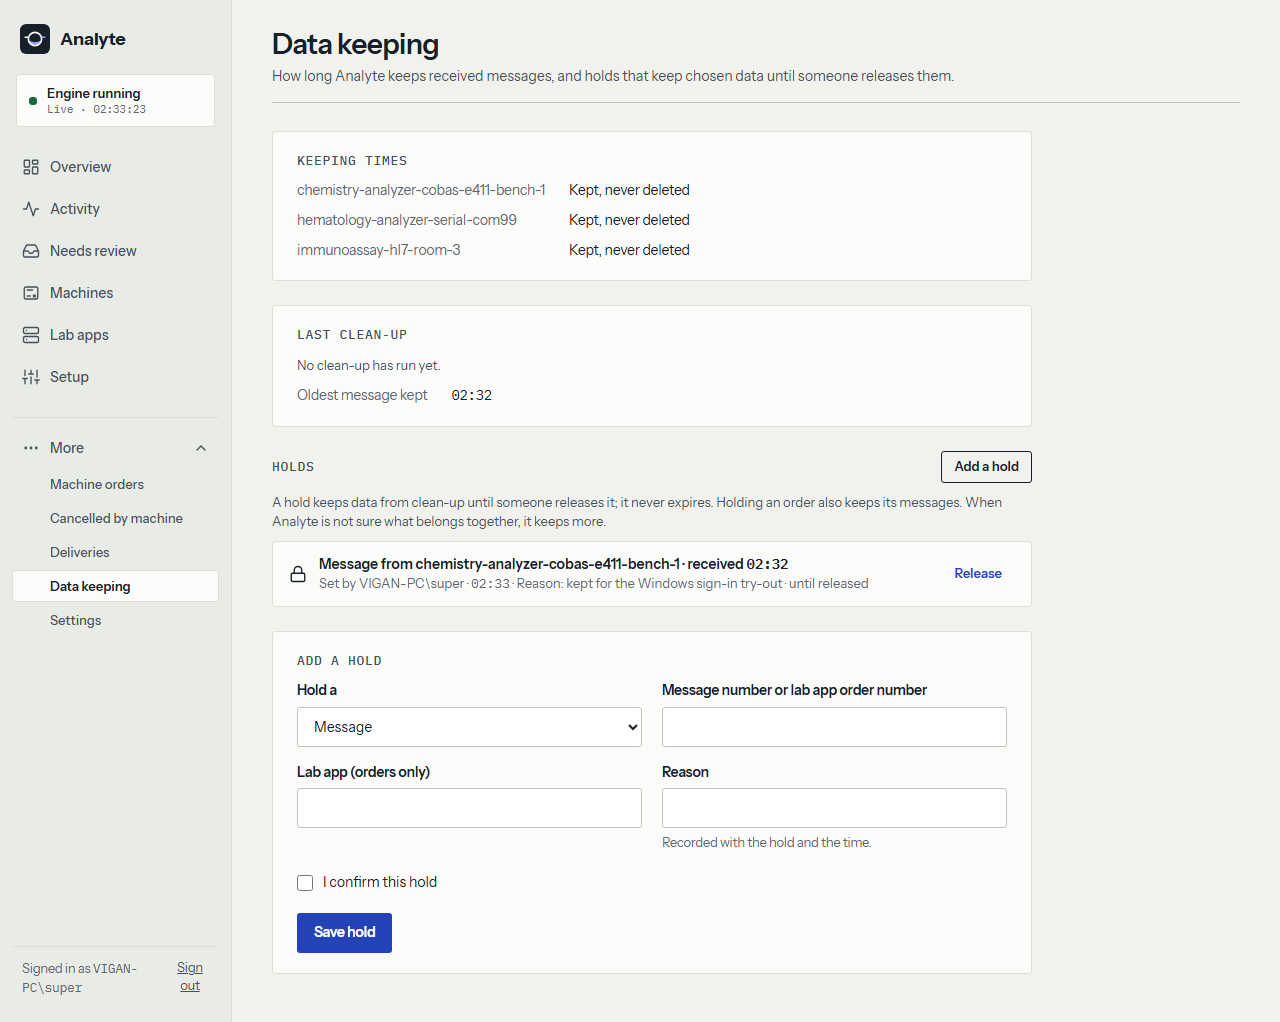 Analyte
Engine running
Live · 02:33:23
Overview
Activity
Needs review
Machines
Lab apps
Setup
More
Machine orders
Cancelled by machine
Deliveries
Data keeping
Settings
Signed in as VIGAN-
PC\super
Sign
out
Data keeping
How long Analyte keeps received messages, and holds that keep chosen data until someone releases them.
KEEPING TIMES
chemistry-analyzer-cobas-e411-bench-1 Kept, never deleted
hematology-analyzer-serial-com99 Kept, never deleted
immunoassay-hl7-room-3 Kept, never deleted
LAST CLEAN-UP
No clean-up has run yet.
Oldest message kept 02:32
HOLDS
Add a hold
A hold keeps data from clean-up until someone releases it; it never expires. Holding an order also keeps its messages. When
Analyte is not sure what belongs together, it keeps more.
Message from chemistry-analyzer-cobas-e411-bench-1 · received 02:32
Set by VIGAN-PC\super · 02:33 · Reason: kept for the Windows sign-in try-out · until released
Release
ADD A HOLD
Hold a
Message
Message number or lab app order number
Lab app (orders only)
Reason
Recorded with the hold and the time.
I confirm this hold
Save hold